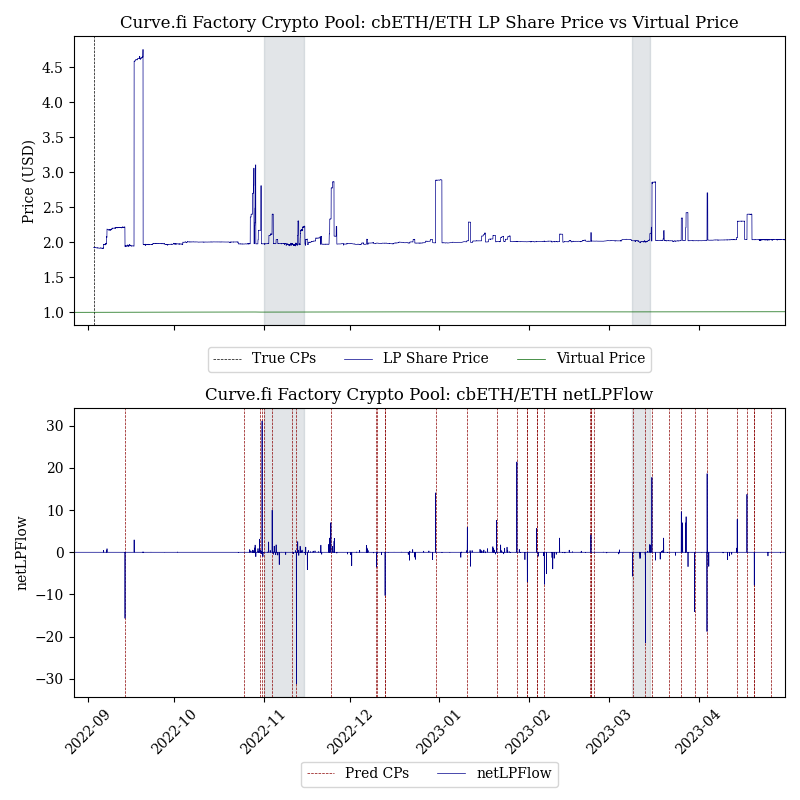 Curve.fi Factory Crypto Pool: cbETH/ETH LP Share Price vs Virtual Price
Price (USD)
4.5
4.0
3.5
3.0
2.5
2.0
1.5
1.0
True CPs LP Share Price Virtual Price
Curve.fi Factory Crypto Pool: cbETH/ETH netLPFlow
netLPFlow
30
20
10
0
−10
−20
−30
2022-09 2022-10 2022-11 2022-12 2023-01 2023-02 2023-03 2023-04
Pred CPs netLPFlow